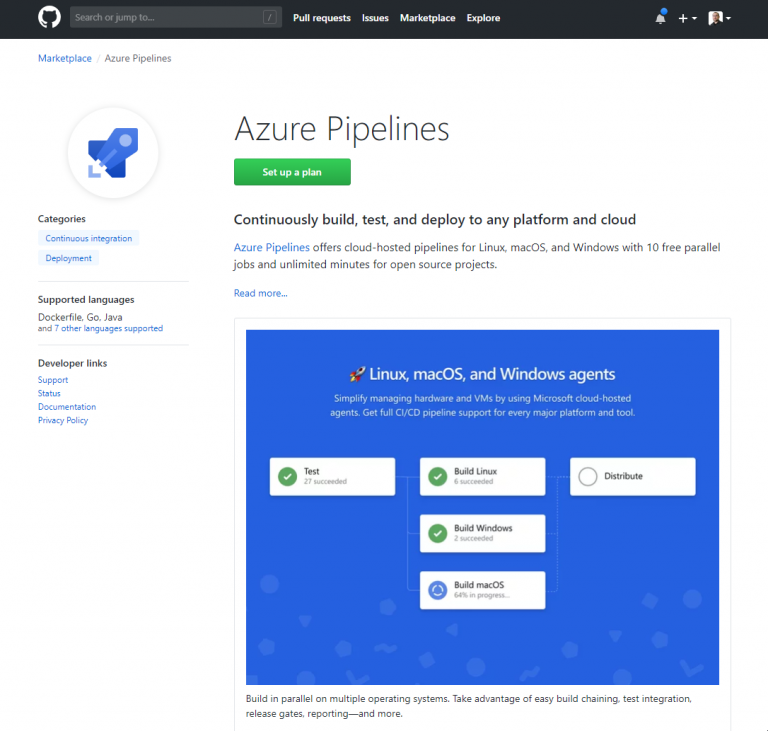 Search or jump to...
/
Pull requests Issues Marketplace Explore
Marketplace / Azure Pipelines
Azure Pipelines
Set up a plan
Categories
Continuous integration
Deployment
Supported languages
Dockerfile, Go, Java
and 7 other languages supported
Developer links
Support
Status
Documentation
Privacy Policy
Continuously build, test, and deploy to any platform and cloud
Azure Pipelines offers cloud-hosted pipelines for Linux, macOS, and Windows with 10 free parallel
jobs and unlimited minutes for open source projects.
Read more...
🚀 Linux, macOS, and Windows agents
Simplify managing hardware and VMs by using Microsoft cloud-hosted
agents. Get full CI/CD pipeline support for every major platform and tool.
Test
27 succeeded
Build Linux
6 succeeded
Distribute
Build Windows
2 succeeded
Build macOS
64% in progress...
Build in parallel on multiple operating systems. Take advantage of easy build chaining, test integration,
release gates, reporting—and more.